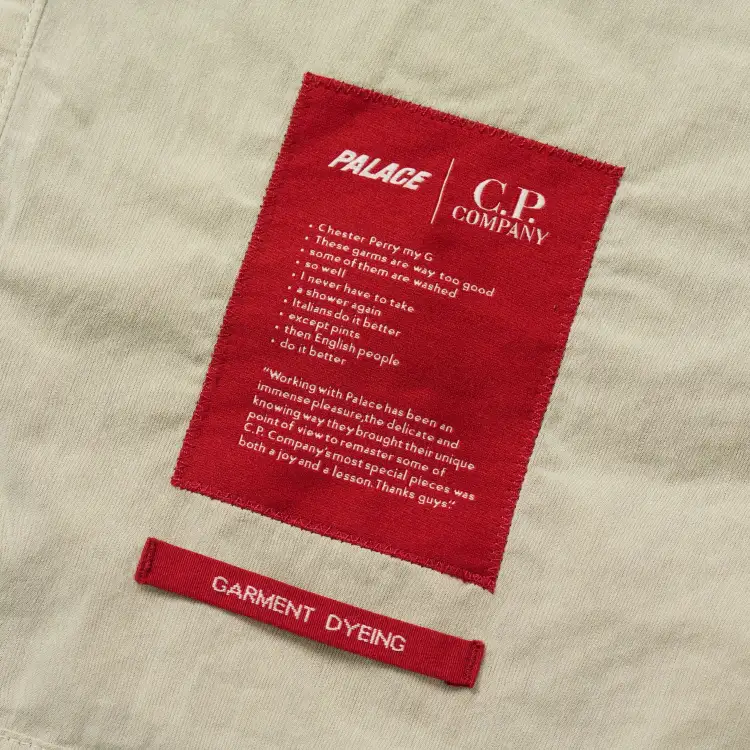 PALACE
C.P.
COMPANY
• Chester Perry my G
• These garms are way too good
• some of them are washed
• so well
• I never have to take
• a shower again
• Italians do it better
• except pints
• then English people
• do it better
"Working with Palace has been an
immense pleasure,the delicate and
knowing way they brought their unique
point of view to remaster some of
C.P. Company's most special pieces was
both a joy and a lesson. Thanks guys."
GARMENT DYEING